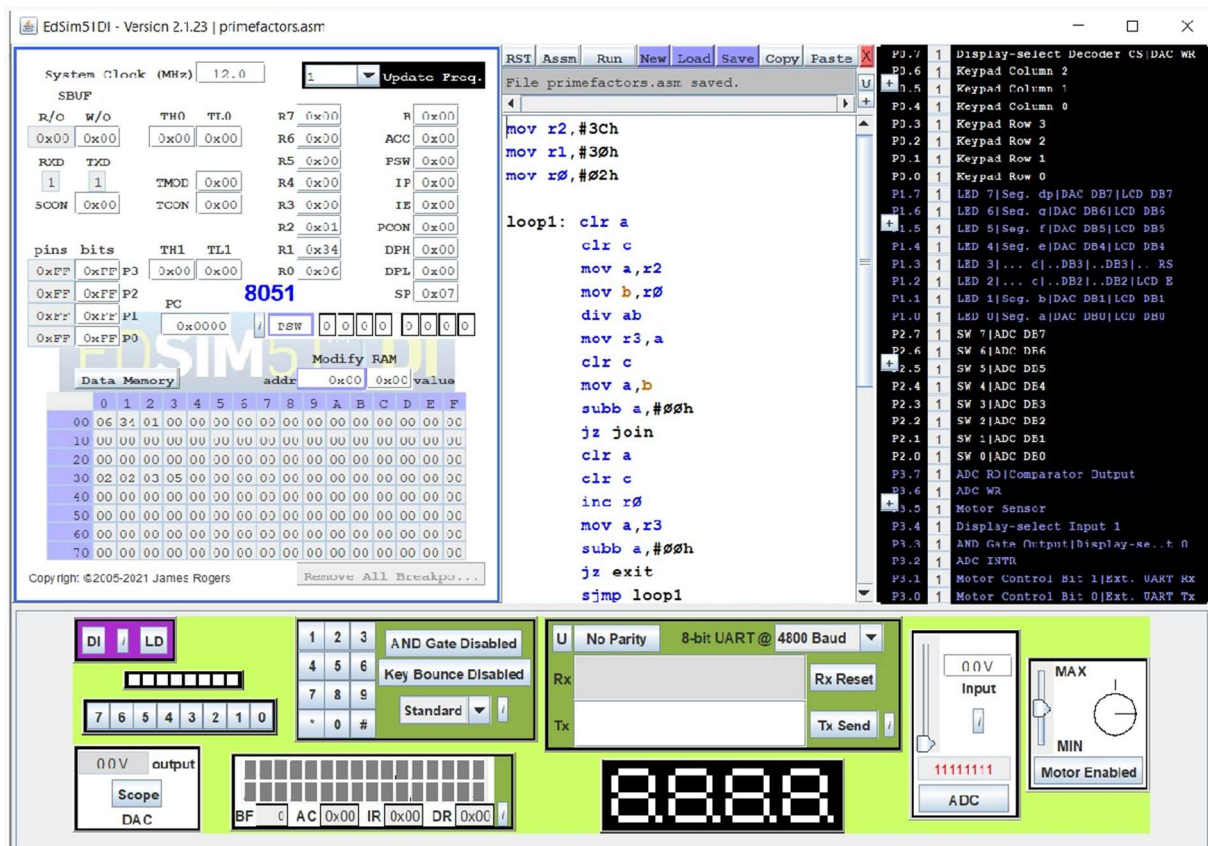 EdSim51DI - Version 2.1.23 | primefactors.asm
System Clock (MHz) 12.0
1 Update Freq.
SBUF
R/O W/O TH0 TL0 R7 0x00 B 0x00
0x00 0x00 0x00 0x00 R6 0x00 ACC 0x00
RXD TXD R5 0x00 PSW 0x00
1 1 TMOD 0x00 R4 0x00 IP 0x00
SCON 0x00 TCON 0x00 R3 0x00 IE 0x00
R2 0x01 PCON 0x00
pins bits TH1 TL1 R1 0x34 DPH 0x00
0xFF 0xFF P3 0x00 0x00 R0 0x06 DPL 0x00
0xFF 0xFF P2 8051 SP 0x07
0xFF 0xFF P1 PC 0x0000 i PSW 0 0 0 0 0 0 0 0
0xFF 0xFF P0
EDSIM51DI
Modify RAM
Data Memory addr 0x00 0x00 value
0 1 2 3 4 5 6 7 8 9 A B C D E F
00 06 34 01 00 00 00 00 00 00 00 00 00 00 00 00 00
10 00 00 00 00 00 00 00 00 00 00 00 00 00 00 00 00
20 00 00 00 00 00 00 00 00 00 00 00 00 00 00 00 00
30 02 02 03 05 00 00 00 00 00 00 00 00 00 00 00 00
40 00 00 00 00 00 00 00 00 00 00 00 00 00 00 00 00
50 00 00 00 00 00 00 00 00 00 00 00 00 00 00 00 00
60 00 00 00 00 00 00 00 00 00 00 00 00 00 00 00 00
70 00 00 00 00 00 00 00 00 00 00 00 00 00 00 00 00
Copyright ©2005-2021 James Rogers Remove All Breakpo...
RST Assm Run New Load Save Copy Paste X
File primefactors.asm saved. U
+
mov r2,#3Ch
mov r1,#3Øh
mov rØ,#Ø2h
loop1: clr a
clr c
mov a,r2
mov b,rØ
div ab
mov r3,a
clr c
mov a,b
subb a,#ØØh
jz join
clr a
clr c
inc rØ
mov a,r3
subb a,#ØØh
jz exit
sjmp loop1
P0.7 1 Display-select Decoder CS|DAC WR
P0.6 1 Keypad Column 2
P0.5 1 Keypad Column 1
P0.4 1 Keypad Column 0
P0.3 1 Keypad Row 3
P0.2 1 Keypad Row 2
P0.1 1 Keypad Row 1
P0.0 1 Keypad Row 0
P1.7 1 LED 7|Seg. dp|DAC DB7|LCD DB7
P1.6 1 LED 6|Seg. g|DAC DB6|LCD DB6
P1.5 1 LED 5|Seg. f|DAC DB5|LCD DB5
P1.4 1 LED 4|Seg. e|DAC DB4|LCD DB4
P1.3 1 LED 3|... d|..DB3|..DB3|.. RS
P1.2 1 LED 2|... c|..DB2|..DB2|LCD E
P1.1 1 LED 1|Seg. b|DAC DB1|LCD DB1
P1.0 1 LED 0|Seg. a|DAC DB0|LCD DB0
P2.7 1 SW 7|ADC DB7
P2.6 1 SW 6|ADC DB6
P2.5 1 SW 5|ADC DB5
P2.4 1 SW 4|ADC DB4
P2.3 1 SW 3|ADC DB3
P2.2 1 SW 2|ADC DB2
P2.1 1 SW 1|ADC DB1
P2.0 1 SW 0|ADC DB0
P3.7 1 ADC RD|Comparator Output
P3.6 1 ADC WR
P3.5 1 Motor Sensor
P3.4 1 Display-select Input 1
P3.3 1 AND Gate Output|Display-se..t 0
P3.2 1 ADC INTR
P3.1 1 Motor Control Bit 1|Ext. UART Rx
P3.0 1 Motor Control Bit 0|Ext. UART Tx
DI i LD
7 6 5 4 3 2 1 0
0.0 V output
Scope
DAC
1 2 3 AND Gate Disabled
4 5 6 Key Bounce Disabled
7 8 9 Standard i
* 0 #
BF 0 AC 0x00 IR 0x00 DR 0x00 i
U No Parity 8-bit UART @ 4800 Baud
Rx Rx Reset
Tx Tx Send i
8.8.8.8.
0.0 V
Input
i
11111111
ADC
MAX
MIN
Motor Enabled